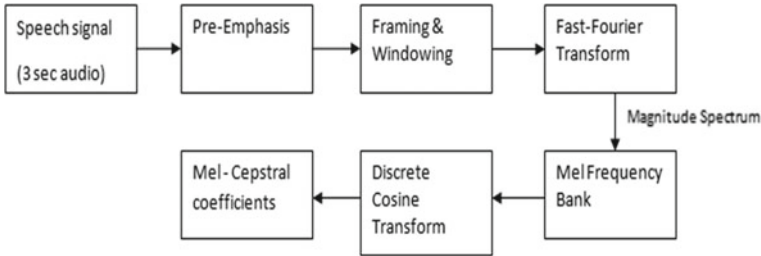 Speech signal
(3 sec audio)
Pre-Emphasis
Framing &
Windowing
Fast-Fourier
Transform
Magnitude Spectrum
Mel Frequency
Bank
Discrete
Cosine
Transform
Mel - Cepstral
coefficients